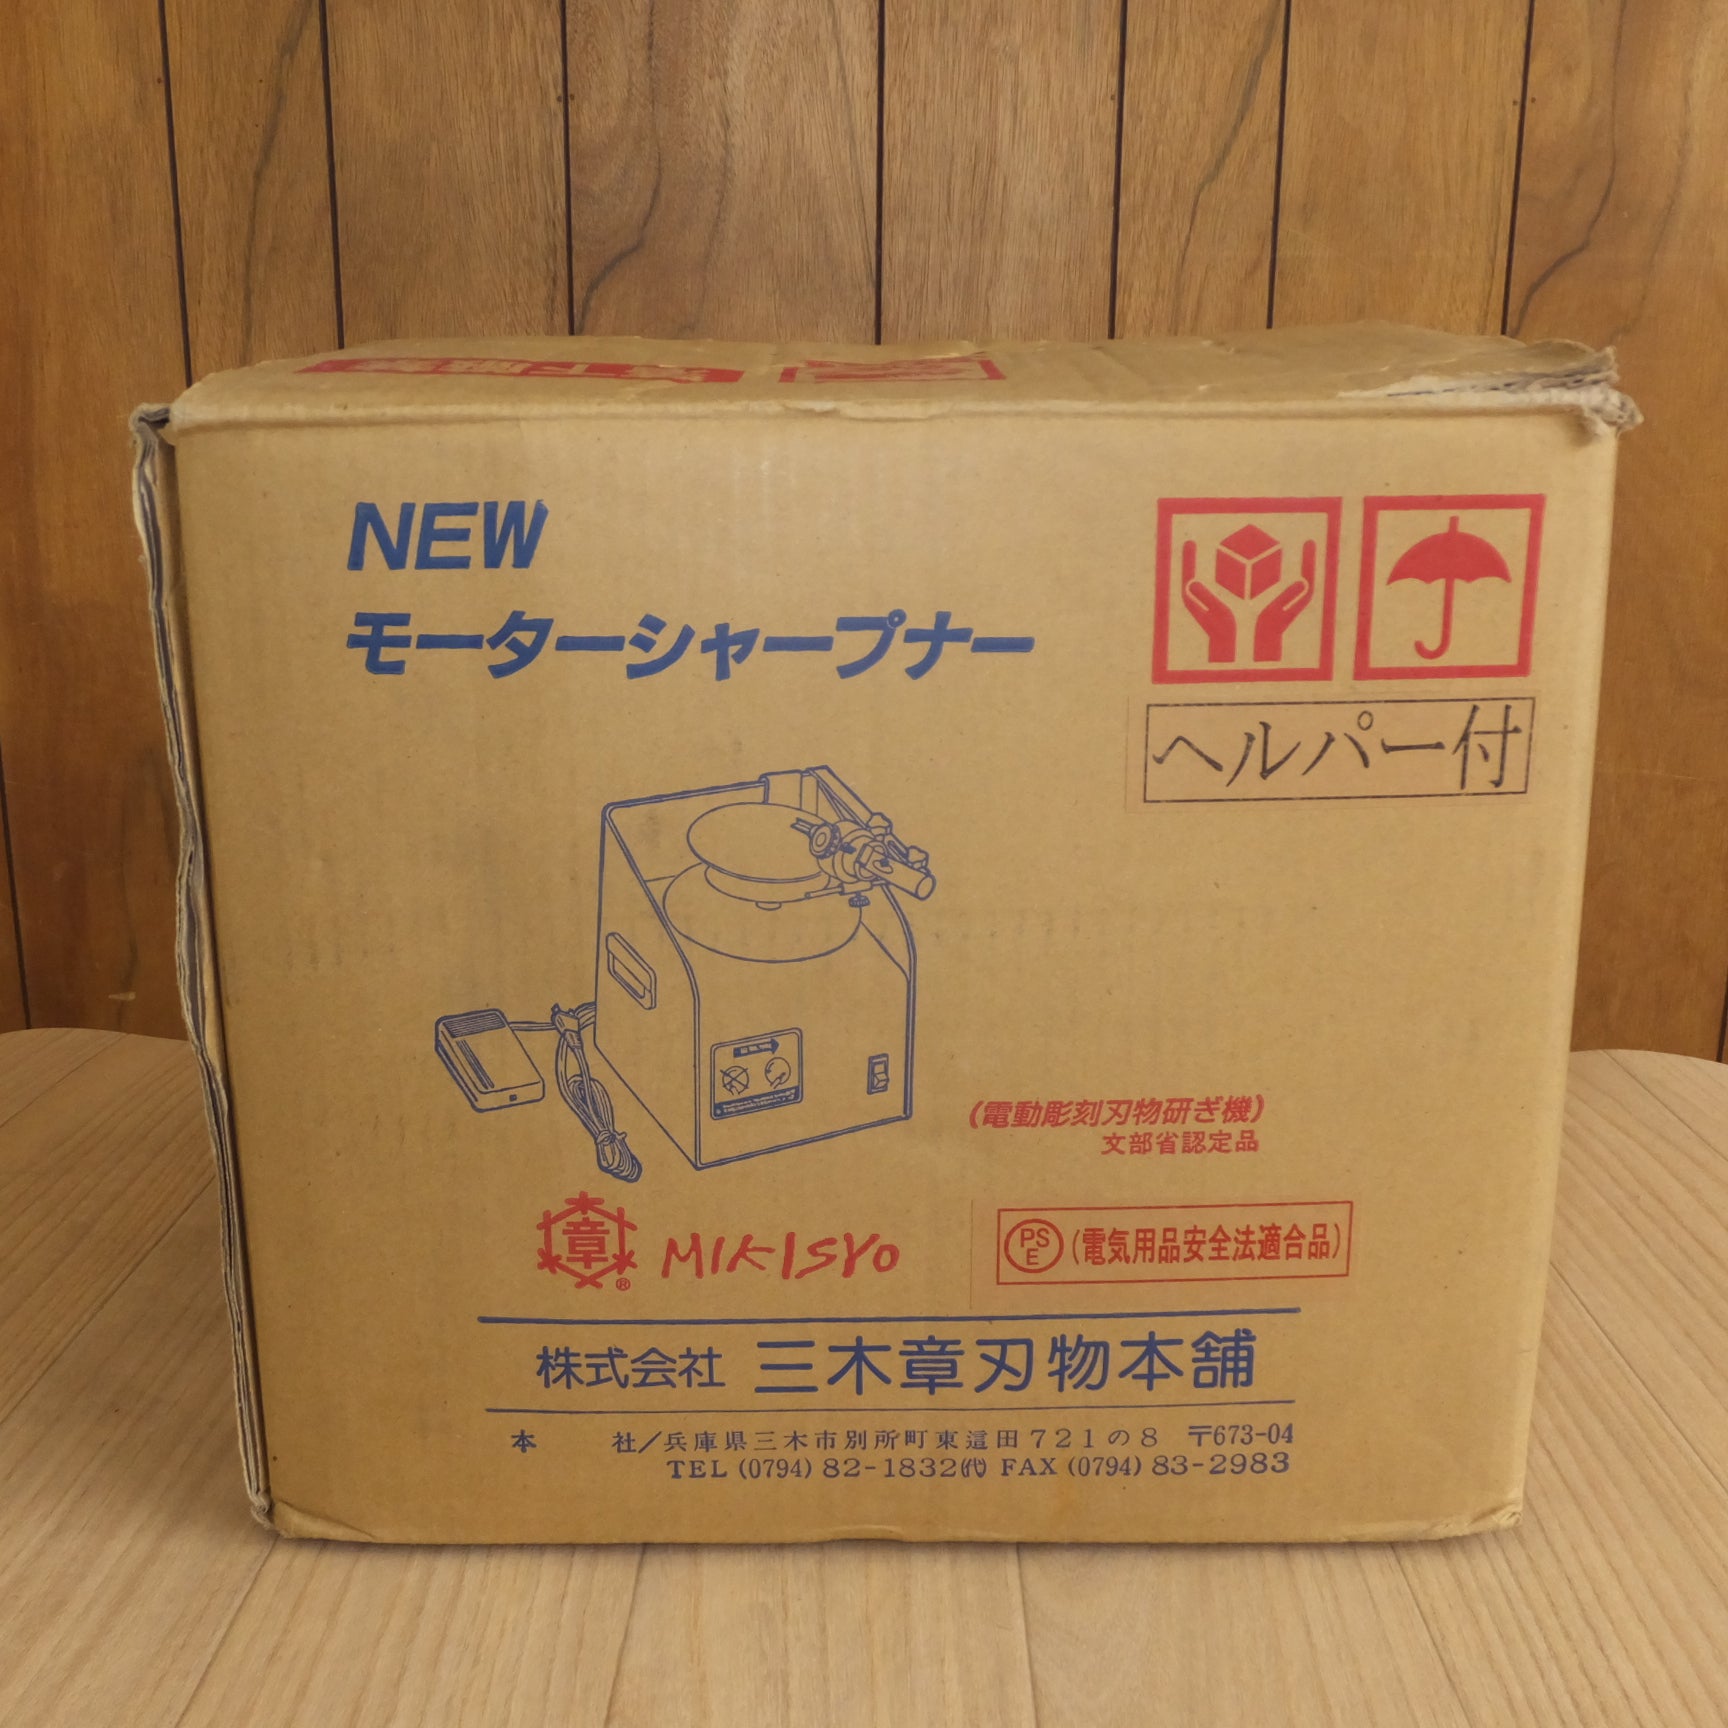 NEW
モーターシャープナー
ヘルパー付
(電動彫刻刃物研ぎ機)
文部省認定品
章 ® MIKISYO
PSE (電気用品安全法適合品)
株式会社 三木章刃物本舗
本 社/兵庫県三木市別所町東這田721の8 〒673-04
TEL (0794) 82-1832㈹ FAX (0794) 83-2983